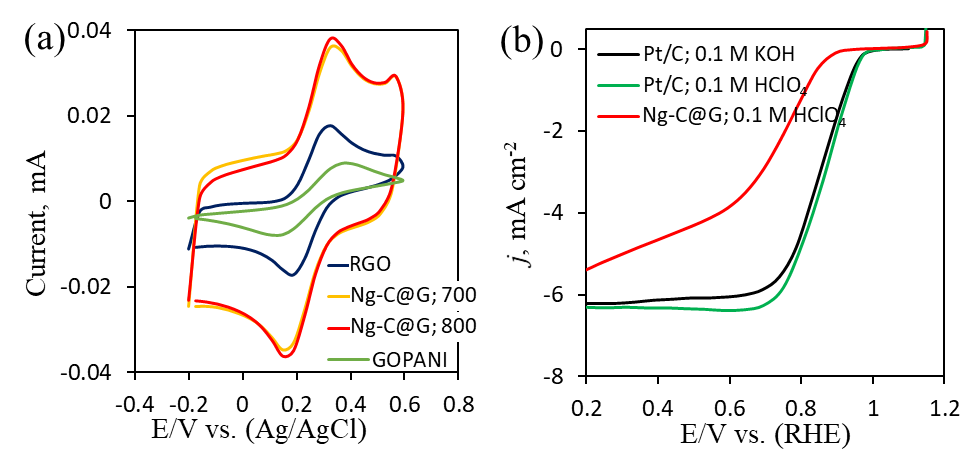 (a)
0.04
0.02
0
-0.02
-0.04
Current, mA
RGO
Ng-C@G; 700
Ng-C@G; 800
GOPANI
-0.4 -0.2 0 0.2 0.4 0.6 0.8
E/V vs. (Ag/AgCl)
(b)
0
-2
-4
-6
-8
j, mA cm-2
Pt/C; 0.1 M KOH
Pt/C; 0.1 M HClO4
Ng-C@G; 0.1 M HClO4
0.2 0.4 0.6 0.8 1 1.2
E/V vs. (RHE)